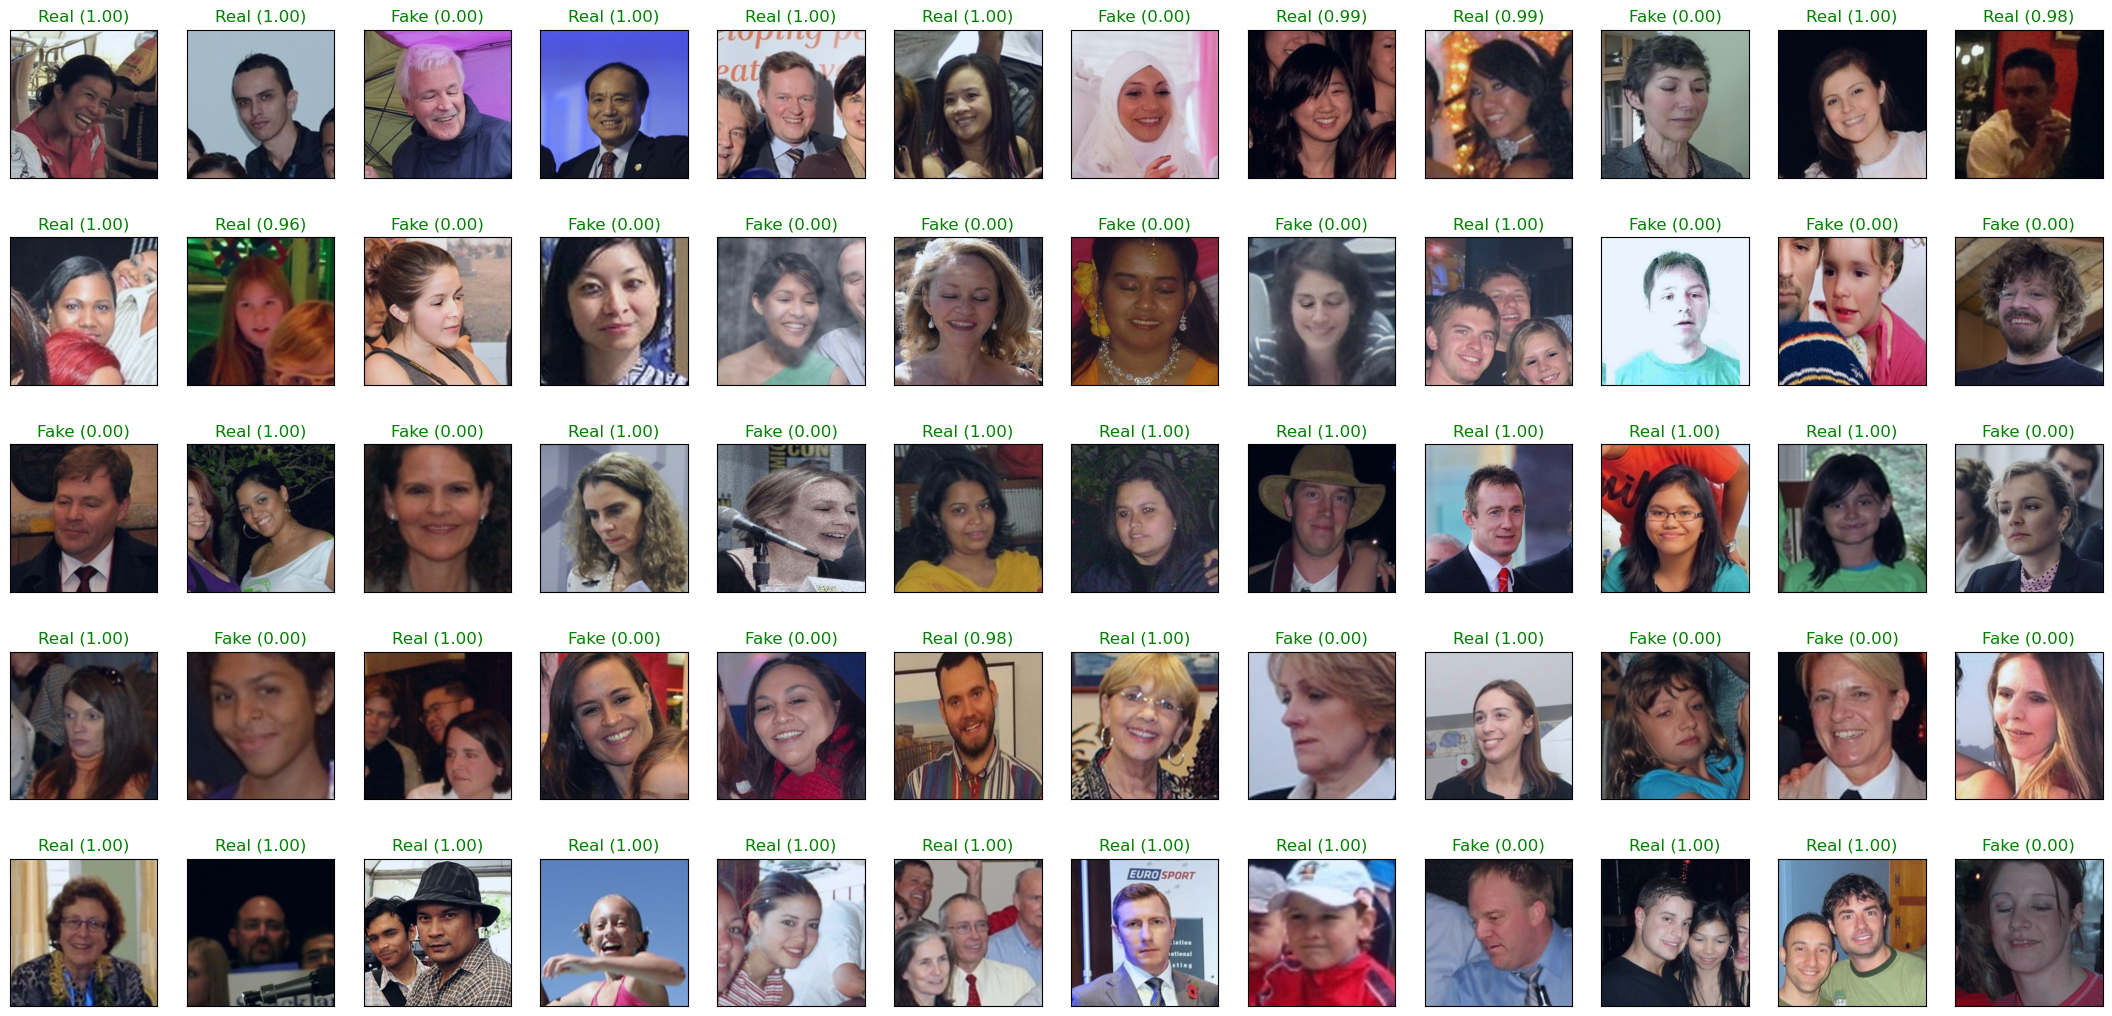 Real (1.00) Real (1.00) Fake (0.00) Real (1.00) Real (1.00) Real (1.00) Fake (0.00) Real (0.99) Real (0.99) Fake (0.00) Real (1.00) Real (0.98)
eloping pe
eat
Real (1.00) Real (0.96) Fake (0.00) Fake (0.00) Fake (0.00) Fake (0.00) Fake (0.00) Fake (0.00) Real (1.00) Fake (0.00) Fake (0.00) Fake (0.00)
Fake (0.00) Real (1.00) Fake (0.00) Real (1.00) Fake (0.00) Real (1.00) Real (1.00) Real (1.00) Real (1.00) Real (1.00) Real (1.00) Fake (0.00)
CON
Real (1.00) Fake (0.00) Real (1.00) Fake (0.00) Fake (0.00) Real (0.98) Real (1.00) Fake (0.00) Real (1.00) Fake (0.00) Fake (0.00) Fake (0.00)
Real (1.00) Real (1.00) Real (1.00) Real (1.00) Real (1.00) Real (1.00) Real (1.00) Real (1.00) Fake (0.00) Real (1.00) Real (1.00) Fake (0.00)
EUROSPORT